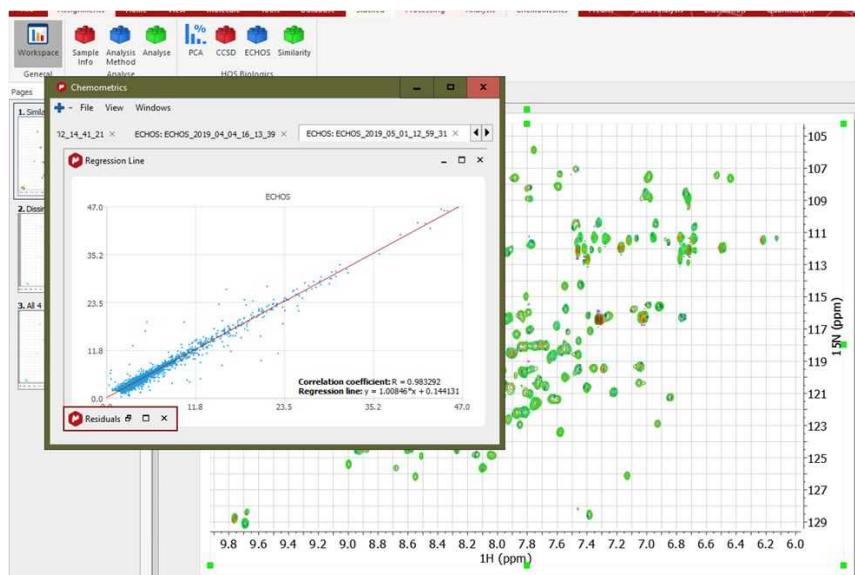 Workspace
Sample Info
Analysis Method
Analyse
PCA
CCSD
ECHOS
Similarity
General
Analyse
HOS Biologics
Pages
Chemometrics
File View Windows
ECHOS: ECHOS_2019_04_04_16_13_39 × ECHOS: ECHOS_2019_05_01_12_59_31 ×
Regression Line
ECHOS
47.0
35.2
23.5
11.8
0.0
11.8 23.5 35.2 47.0
Correlation coefficient: R = 0.983292
Regression line: y = 1.00846*x + 0.144131
Residuals
1. Simila
2. Dissim
3. All 4
105
107
109
111
113
115
117
119
121
123
125
127
129
15N (ppm)
9.8 9.6 9.4 9.2 9.0 8.8 8.6 8.4 8.2 8.0 7.8 7.6 7.4 7.2 7.0 6.8 6.6 6.4 6.2 6.0
1H (ppm)